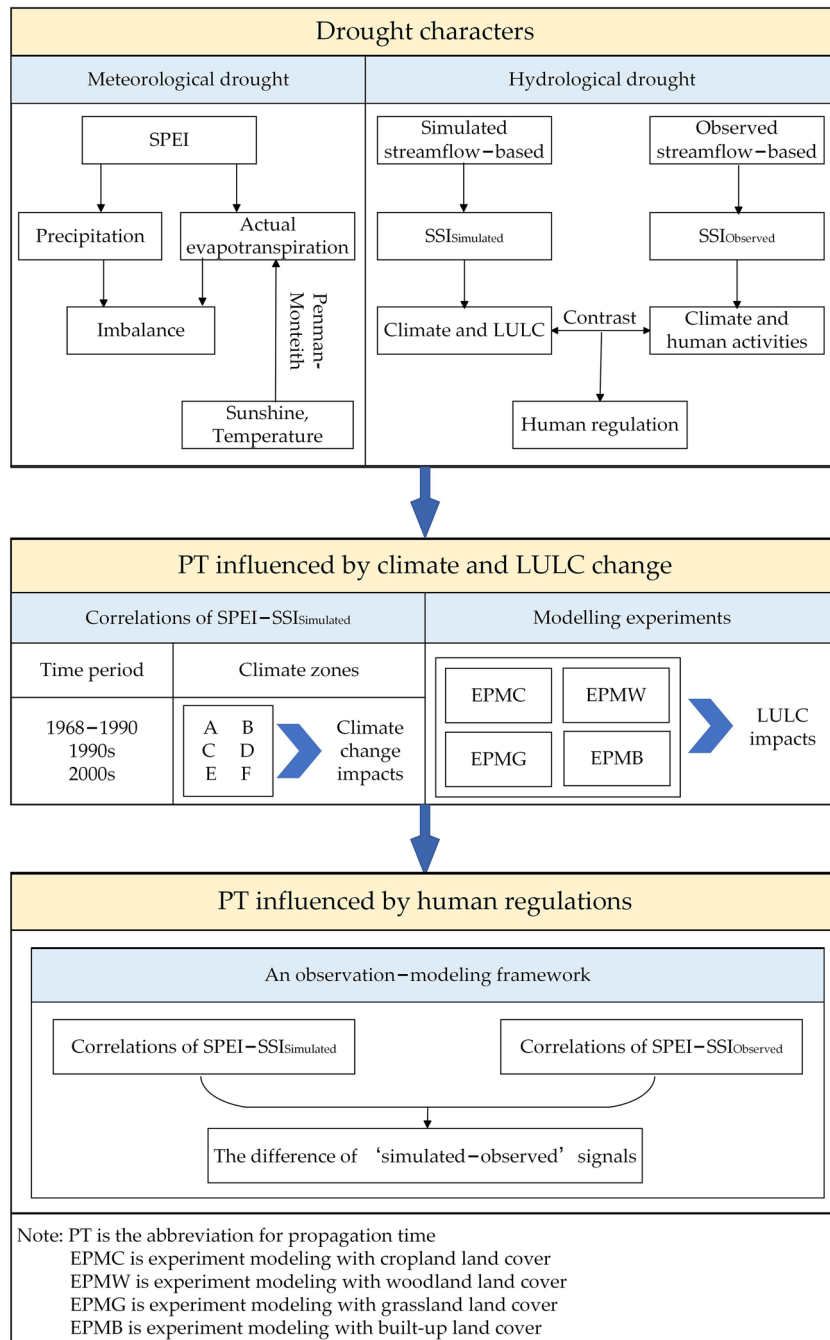 Drought characters
Meteorological drought
Hydrological drought
SPEI
Precipitation
Actual
evapotranspiration
Imbalance
Penman-
Monteith
Sunshine,
Temperature
Simulated
streamflow−based
Observed
streamflow−based
SSISimulated
SSIObserved
Climate and LULC
Contrast
Climate and
human activities
Human regulation
PT influenced by climate and LULC change
Correlations of SPEI−SSISimulated
Modelling experiments
Time period
Climate zones
1968−1990
1990s
2000s
A B
C D
E F
Climate
change
impacts
EPMC
EPMW
EPMG
EPMB
LULC
impacts
PT influenced by human regulations
An observation−modeling framework
Correlations of SPEI−SSISimulated
Correlations of SPEI−SSIObserved
The difference of ‘simulated−observed’ signals
Note: PT is the abbreviation for propagation time
EPMC is experiment modeling with cropland land cover
EPMW is experiment modeling with woodland land cover
EPMG is experiment modeling with grassland land cover
EPMB is experiment modeling with built-up land cover